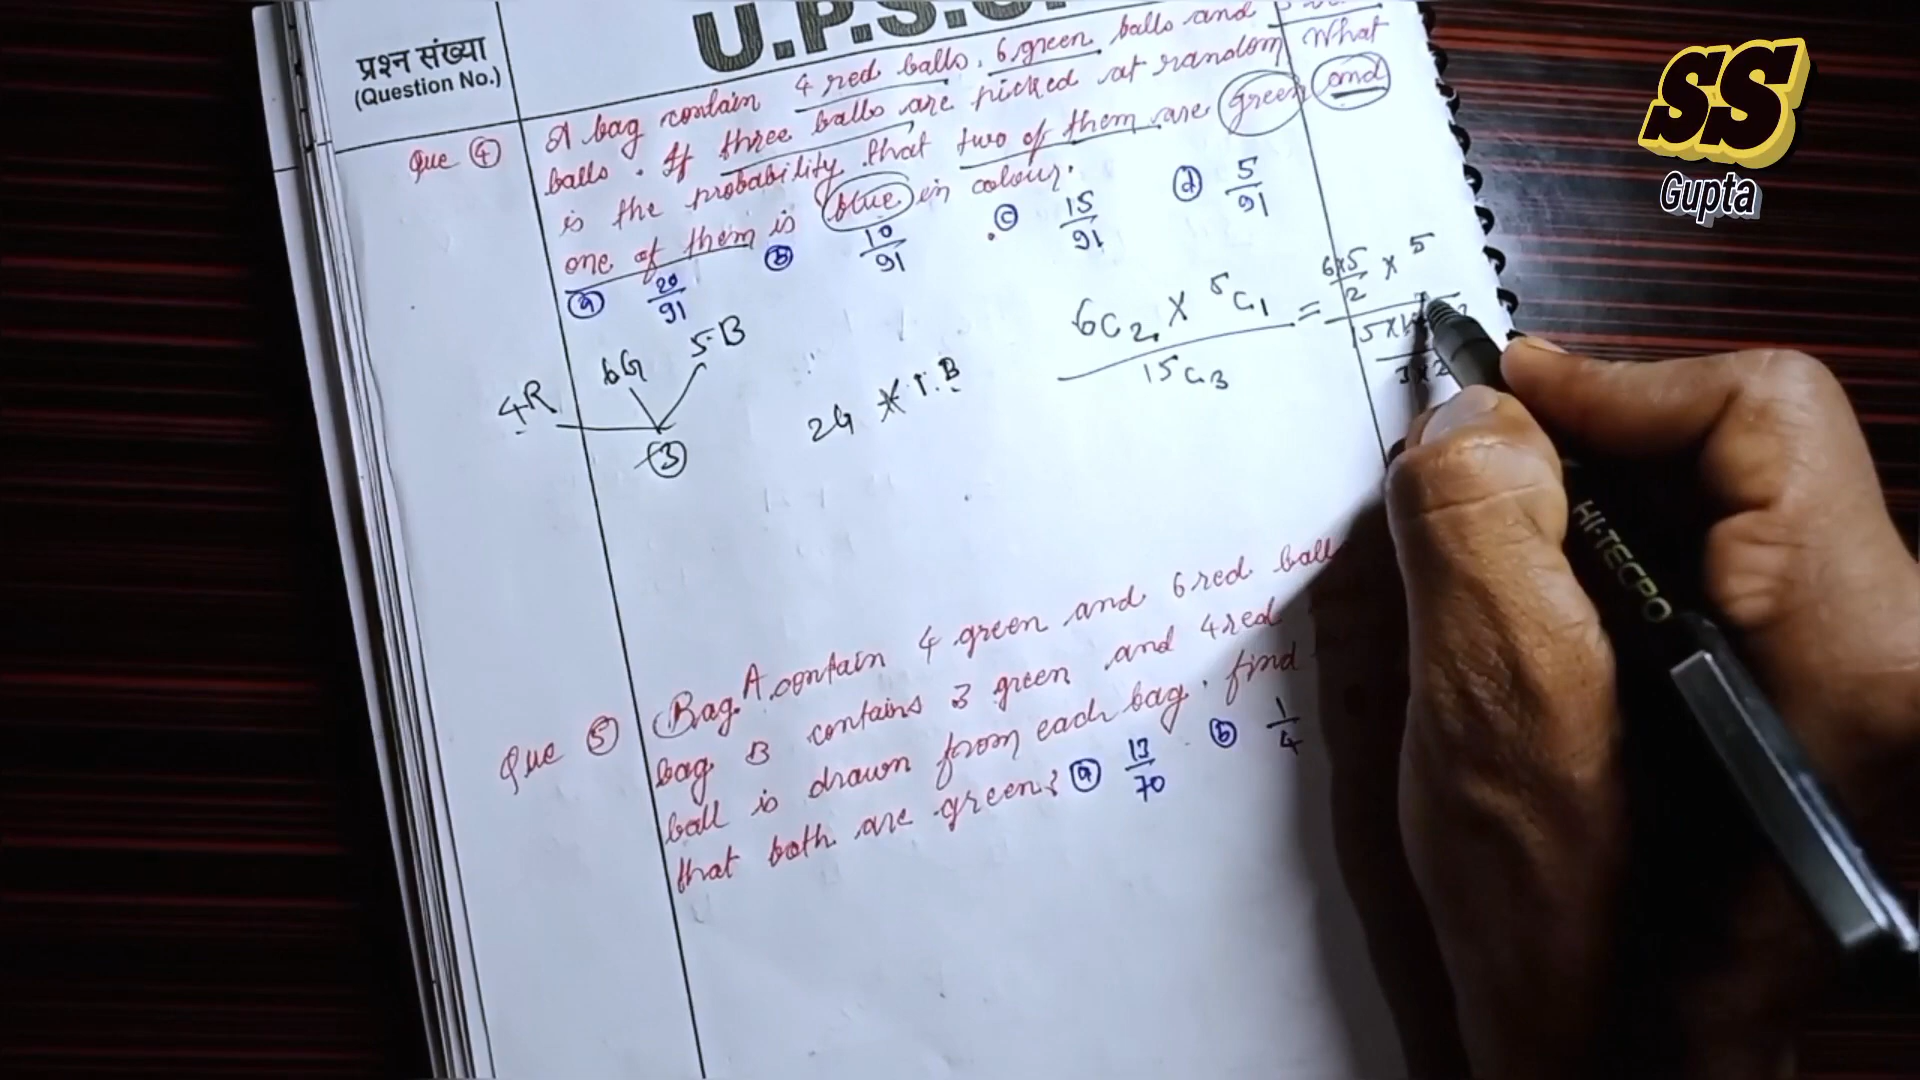 U.P.S.
प्रश्न संख्या
(Question No.)
Que ④ A bag contain 4 red balls, 6 green balls and
balls. If three balls are picked at random What
is the probability that two of them are green and
one of them is blue in colour.
ⓐ 20/91 ⓑ 10/91 ⓒ 15/91 ⓓ 5/91
4R 6G 5B
③
2G × 1.B
6C2 × 5C1 / 15C3 = 6×5/2 × 5
3×2
Que ⑤ Bag A contain 4 green and 6 red ball
bag B contains 3 green and 4 red
ball is drawn from each bag. find
that both are green? ⓐ 13/70 ⓑ 1/4
SS
Gupta
HI-TECPO